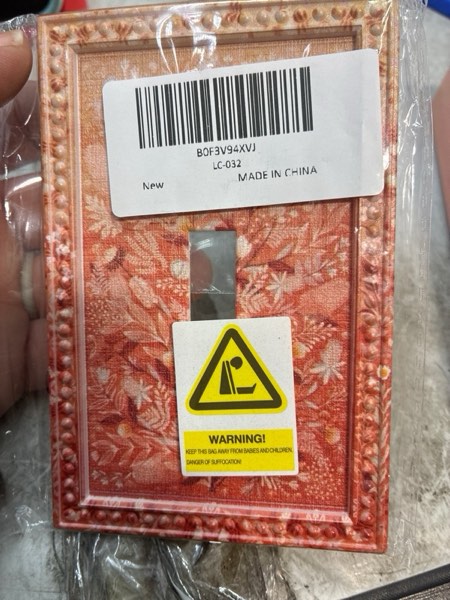 B0F3V94XVJ
LC-032
New MADE IN CHINA
WARNING!
KEEP THIS BAG AWAY FROM BABIES AND CHILDREN.
DANGER OF SUFFOCATION!